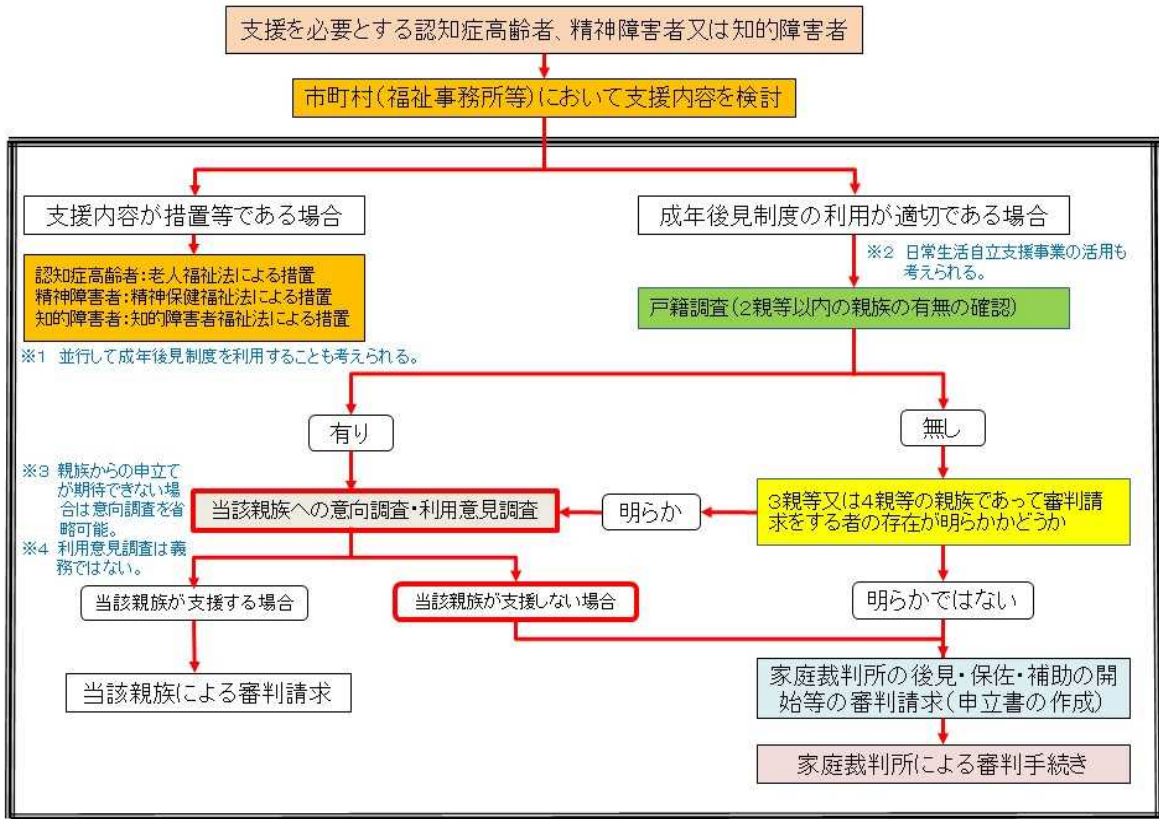 支援を必要とする認知症高齢者、精神障害者又は知的障害者
市町村(福祉事務所等)において支援内容を検討
支援内容が措置等である場合
成年後見制度の利用が適切である場合
認知症高齢者:老人福祉法による措置
精神障害者:精神保健福祉法による措置
知的障害者:知的障害者福祉法による措置
※1 並行して成年後見制度を利用することも考えられる。
※2 日常生活自立支援事業の活用も
考えられる。
戸籍調査(2親等以内の親族の有無の確認)
有り
無し
※3 親族からの申立て
が期待できない場
合は意向調査を省
略可能。
※4 利用意見調査は義
務ではない。
当該親族への意向調査・利用意見調査
明らか
3親等又は4親等の親族であって審判請
求をする者の存在が明らかかどうか
当該親族が支援する場合
当該親族が支援しない場合
明らかではない
当該親族による審判請求
家庭裁判所の後見・保佐・補助の開
始等の審判請求(申立書の作成)
家庭裁判所による審判手続き